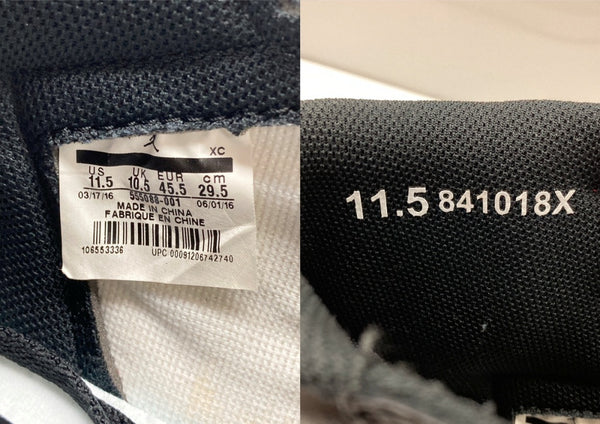 XC
US UK EUR cm
11.5 10.5 45.5 29.5
03/17/16 555088-001 06/01/16
MADE IN CHINA
FABRIQUE EN CHINE
106553336 UPC 00091206742740
11.5 841018X